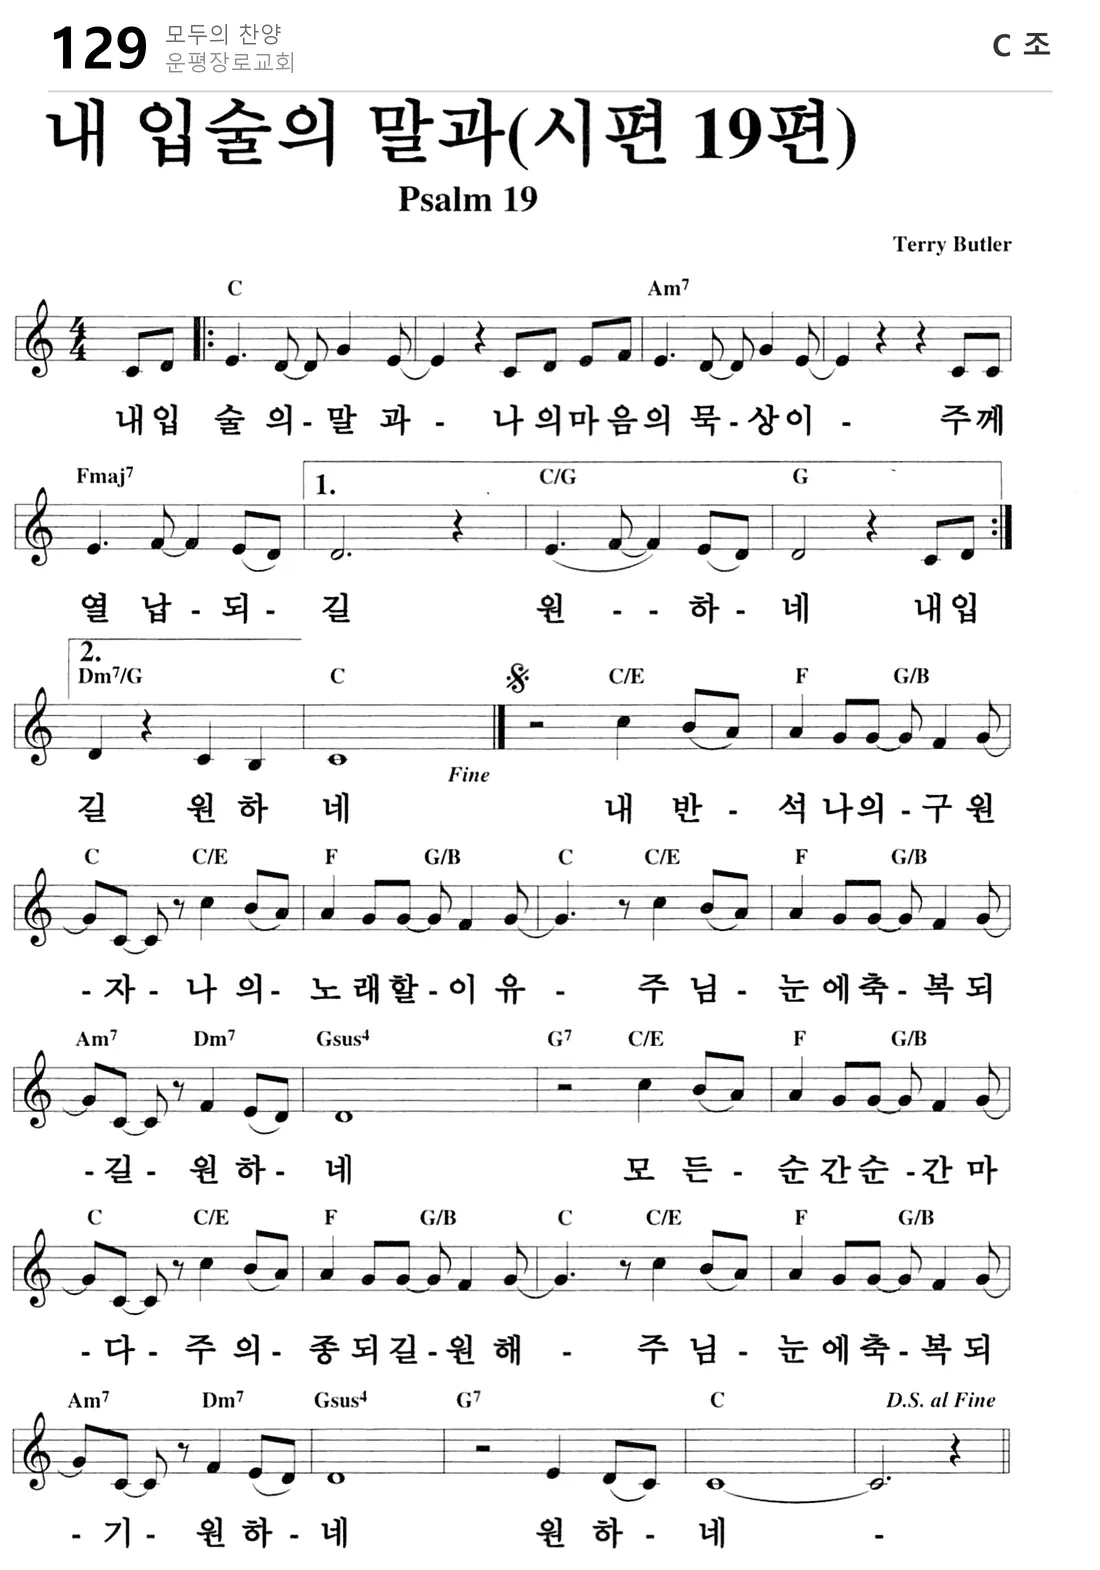 129 모두의 찬양
운평장로교회
C 조
내 입술의 말과(시편 19편)
Psalm 19
Terry Butler
C Am7
내입 술 의- 말 과 - 나 의마 음의 묵-상이 - 주께
Fmaj7 1. C/G G
열 납 - 되- 길 원 - - 하 - 네 내입
2.
Dm7/G C C/E F G/B
Fine
길 원 하 네 내 반 - 석 나의 -구 원
C C/E F G/B C C/E F G/B
- 자- 나 의- 노 래할-이 유 - 주 님 - 눈 에축- 복 되
Am7 Dm7 Gsus4 G7 C/E F G/B
-길- 원 하- 네 모 든 - 순 간순 -간 마
C C/E F G/B C C/E F G/B
- 다- 주 의- 종 되길-원 해 - 주 님 - 눈 에축- 복 되
Am7 Dm7 Gsus4 G7 C D.S. al Fine
- 기 - 원 하- 네 원 하 - 네 -